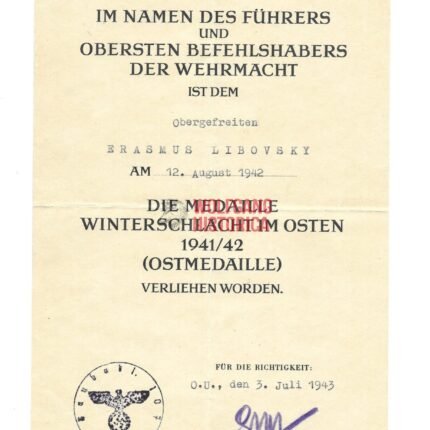 IM NAMEN DES FÜHRERS
UND
OBERSTEN BEFEHLSHABERS
DER WEHRMACHT
IST DEM
Obergefreiten
ERASMUS LIBOVSKY
AM 12. August 1942
DIE MEDAILLE
WINTERSCHLACHT IM OSTEN
1941/42
(OSTMEDAILLE)
VERLIEHEN WORDEN.
FÜR DIE RICHTIGKEIT:
O.U., den 3. Juli 1943